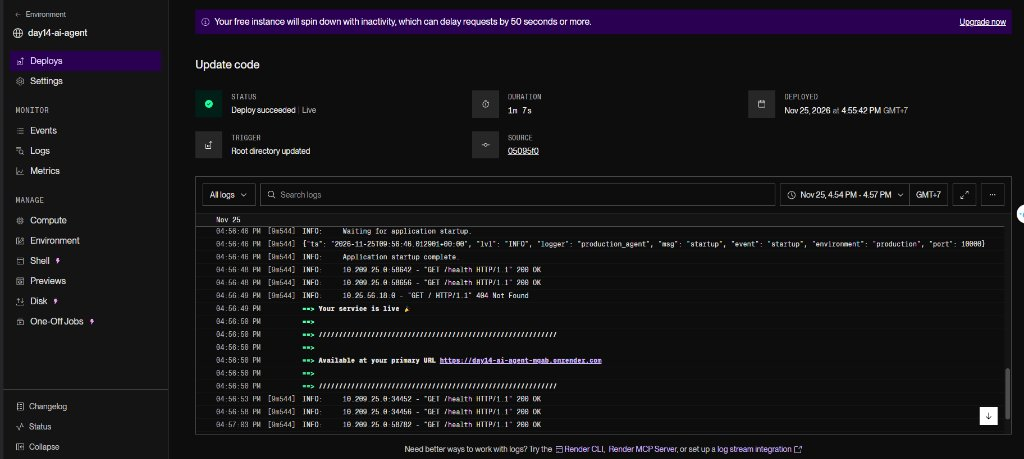 ← Environment
day14-ai-agent
Deploys
Settings
MONITOR
Events
Logs
Metrics
MANAGE
Compute
Environment
Shell
Previews
Disk
One-Off Jobs
Changelog
Status
Collapse
Your free instance will spin down with inactivity, which can delay requests by 50 seconds or more.
Upgrade now
Update code
STATUS
Deploy succeeded | Live
DURATION
1m 7s
DEPLOYED
Nov 25, 2026 at 4:55:42 PM GMT+7
TRIGGER
Root directory updated
SOURCE
05095f0
All logs
Search logs
Nov 25, 4:54 PM - 4:57 PM
GMT+7
Nov 25
04:56:46 PM [9m544] INFO: Waiting for application startup.
04:56:46 PM [9m544] {"ts": "2026-11-25T09:56:46.012901+00:00", "lvl": "INFO", "logger": "production_agent", "msg": "startup", "event": "startup", "environment": "production", "port": 10000}
04:56:46 PM [9m544] INFO: Application startup complete.
04:56:48 PM [9m544] INFO: 10.209.25.0:58642 - "GET /health HTTP/1.1" 200 OK
04:56:48 PM [9m544] INFO: 10.209.25.0:58656 - "GET /health HTTP/1.1" 200 OK
04:56:49 PM [9m544] INFO: 10.25.56.18:0 - "GET / HTTP/1.1" 404 Not Found
04:56:49 PM ==> Your service is live 🎉
04:56:50 PM ==>
04:56:50 PM ==> ///////////////////////////////////////////////////////////
04:56:50 PM ==>
04:56:50 PM ==> Available at your primary URL https://day14-ai-agent-mqab.onrender.com
04:56:50 PM ==>
04:56:50 PM ==> ///////////////////////////////////////////////////////////
04:56:53 PM [9m544] INFO: 10.209.25.0:34452 - "GET /health HTTP/1.1" 200 OK
04:56:58 PM [9m544] INFO: 10.209.25.0:34456 - "GET /health HTTP/1.1" 200 OK
04:57:03 PM [9m544] INFO: 10.209.25.0:58782 - "GET /health HTTP/1.1" 200 OK
Need better ways to work with logs? Try the Render CLI, Render MCP Server, or set up a log stream integration